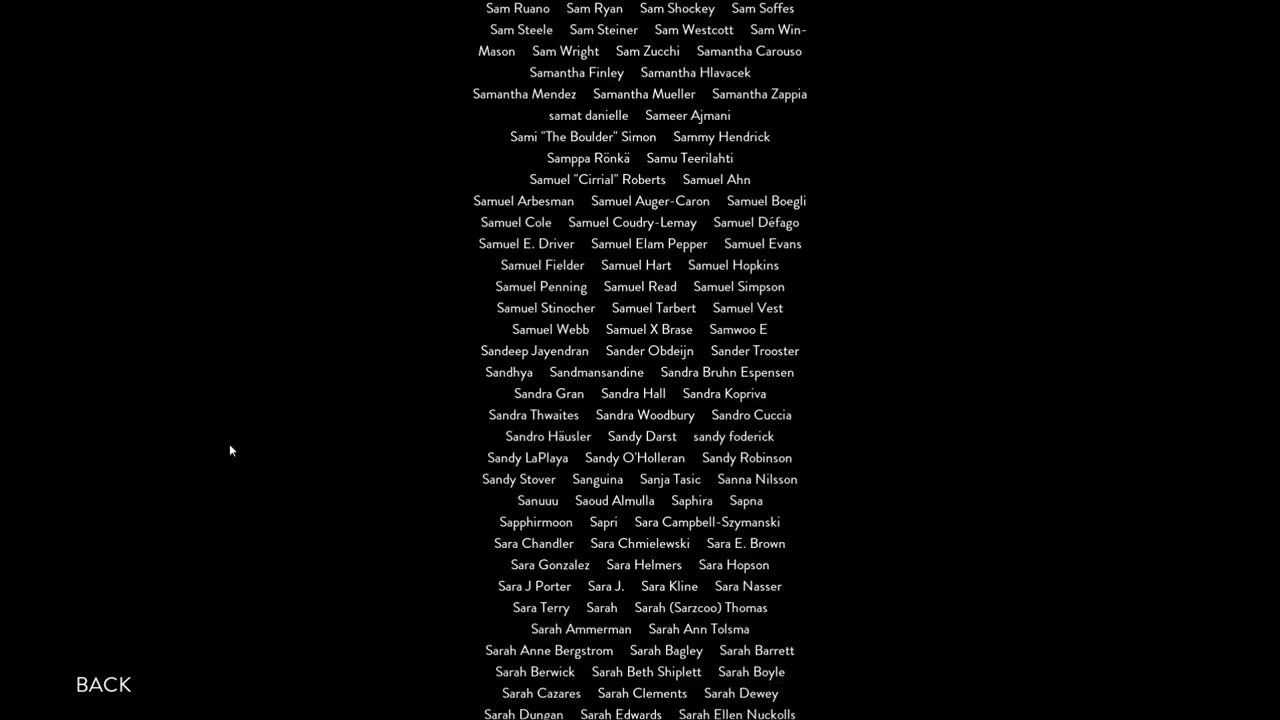 Sam Ruano Sam Ryan Sam Shockey Sam Soffes
Sam Steele Sam Steiner Sam Westcott Sam Win-
Mason Sam Wright Sam Zucchi Samantha Carouso
Samantha Finley Samantha Hlavacek
Samantha Mendez Samantha Mueller Samantha Zappia
samat danielle Sameer Ajmani
Sami "The Boulder" Simon Sammy Hendrick
Samppa Rönkä Samu Teerilahti
Samuel "Cirrial" Roberts Samuel Ahn
Samuel Arbesman Samuel Auger-Caron Samuel Boegli
Samuel Cole Samuel Coudry-Lemay Samuel Défago
Samuel E. Driver Samuel Elam Pepper Samuel Evans
Samuel Fielder Samuel Hart Samuel Hopkins
Samuel Penning Samuel Read Samuel Simpson
Samuel Stinocher Samuel Tarbert Samuel Vest
Samuel Webb Samuel X Brase Samwoo E
Sandeep Jayendran Sander Obdeijn Sander Trooster
Sandhya Sandmansandine Sandra Bruhn Espensen
Sandra Gran Sandra Hall Sandra Kopriva
Sandra Thwaites Sandra Woodbury Sandro Cuccia
Sandro Häusler Sandy Darst sandy foderick
Sandy LaPlaya Sandy O'Holleran Sandy Robinson
Sandy Stover Sanguina Sanja Tasic Sanna Nilsson
Sanuuu Saoud Almulla Saphira Sapna
Sapphirmoon Sapri Sara Campbell-Szymanski
Sara Chandler Sara Chmielewski Sara E. Brown
Sara Gonzalez Sara Helmers Sara Hopson
Sara J Porter Sara J. Sara Kline Sara Nasser
Sara Terry Sarah Sarah (Sarzcoo) Thomas
Sarah Ammerman Sarah Ann Tolsma
Sarah Anne Bergstrom Sarah Bagley Sarah Barrett
Sarah Berwick Sarah Beth Shiplett Sarah Boyle
Sarah Cazares Sarah Clements Sarah Dewey
Sarah Dungan Sarah Edwards Sarah Ellen Nuckolls
BACK